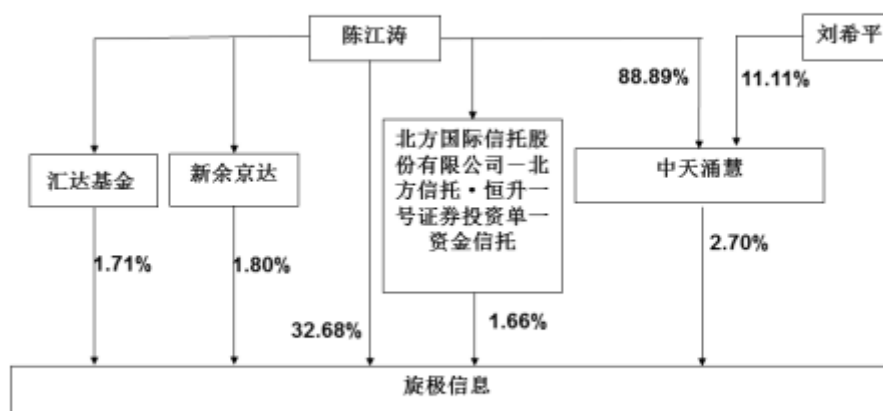 陈江涛
刘希平
88.89%
11.11%
汇达基金
新余京达
北方国际信托股
份有限公司－北
方信托·恒升一
号证券投资单一
资金信托
中天涌慧
1.71%
1.80%
32.68%
1.66%
2.70%
旋极信息